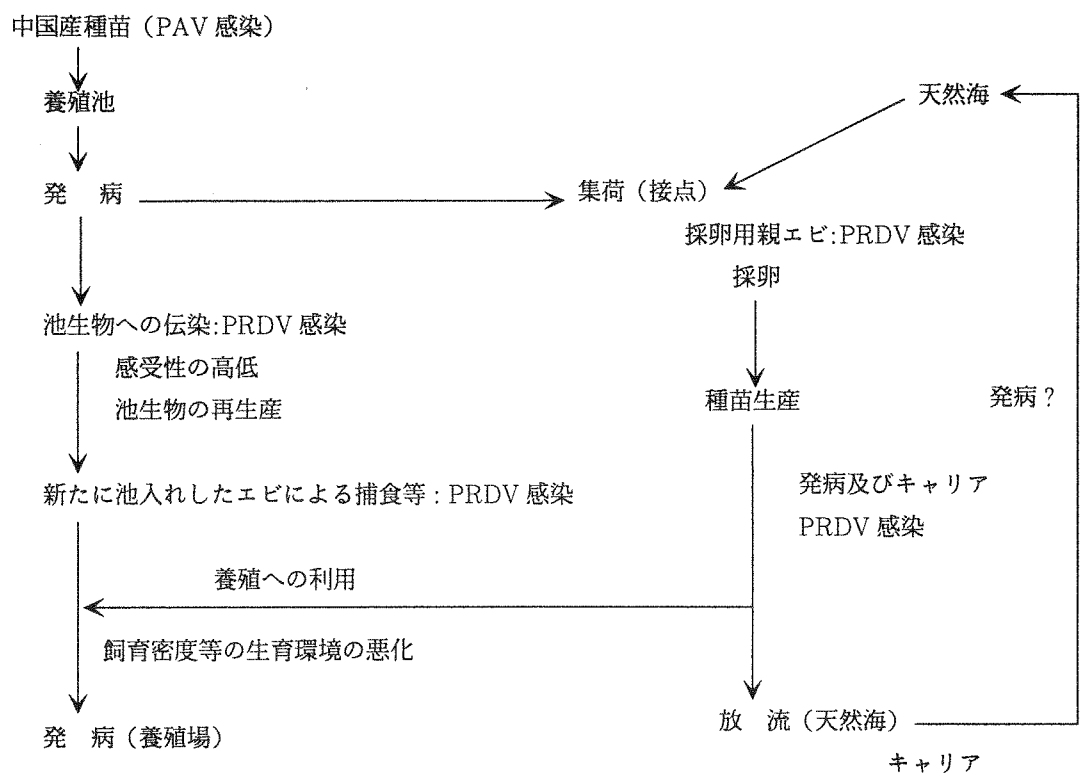 中国産種苗（PAV 感染）
養殖池
天然海
発　病
集荷（接点）
採卵用親エビ:PRDV 感染
採卵
池生物への伝染:PRDV 感染
感受性の高低
池生物の再生産
種苗生産
発病？
新たに池入れしたエビによる捕食等：PRDV 感染
発病及びキャリア
PRDV 感染
養殖への利用
飼育密度等の生育環境の悪化
発　病（養殖場）
放　流（天然海）
キャリア